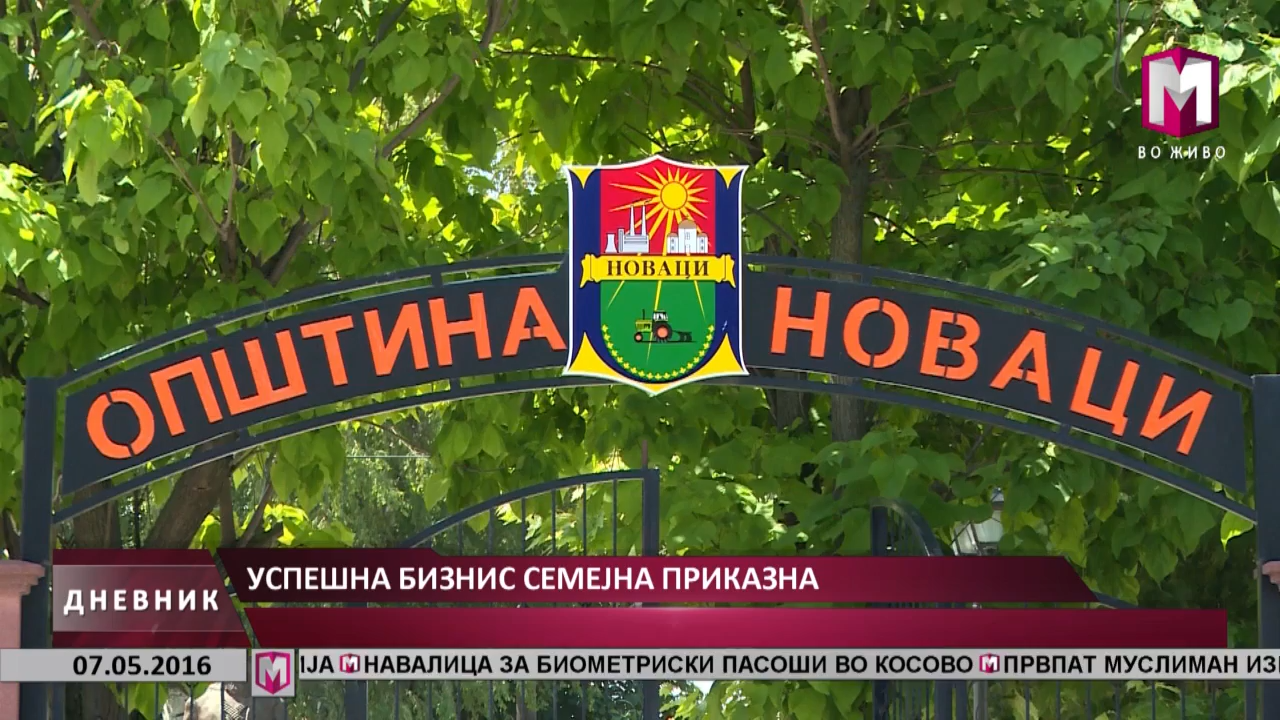 М
ВО ЖИВО
НОВАЦИ
ОПШТИНА НОВАЦИ
УСПЕШНА БИЗНИС СЕМЕЈНА ПРИКАЗНА
ДНЕВНИК
07.05.2016 М ИЈА М НАВАЛИЦА ЗА БИОМЕТРИСКИ ПАСОШИ ВО КОСОВО М ПРВПАТ МУСЛИМАН